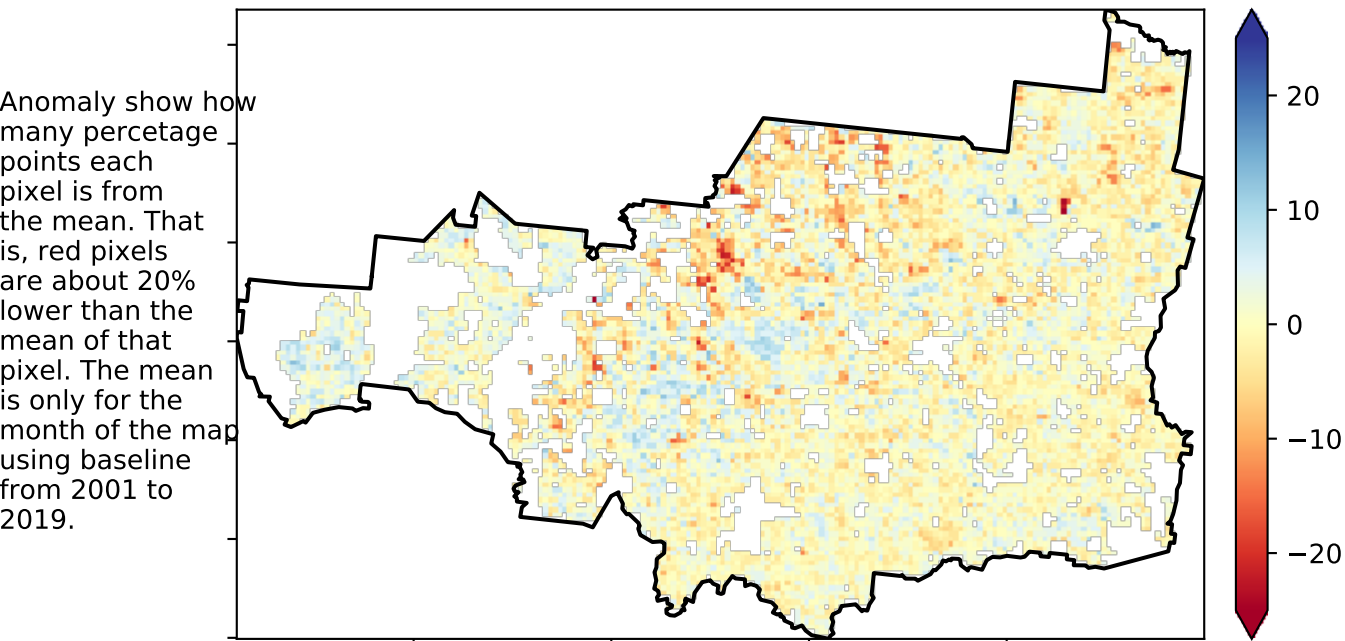 Anomaly show how
many percetage
points each
pixel is from
the mean. That
is, red pixels
are about 20%
lower than the
mean of that
pixel. The mean
is only for the
month of the map
using baseline
from 2001 to
2019.
20
10
0
−10
−20